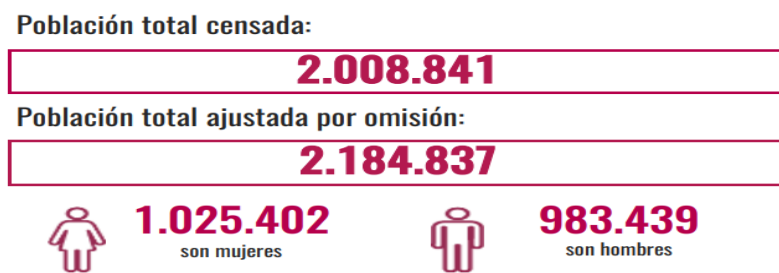 Población total censada:
2.008.841
Población total ajustada por omisión:
2.184.837
1.025.402
son mujeres
983.439
son hombres